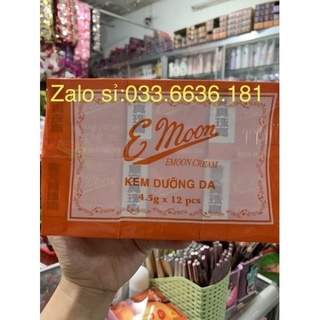 Zalo sỉ:033.6636.181
E Moon
EMOON CREAM
KEM DƯỠNG DA
4.5g x 12 pcs